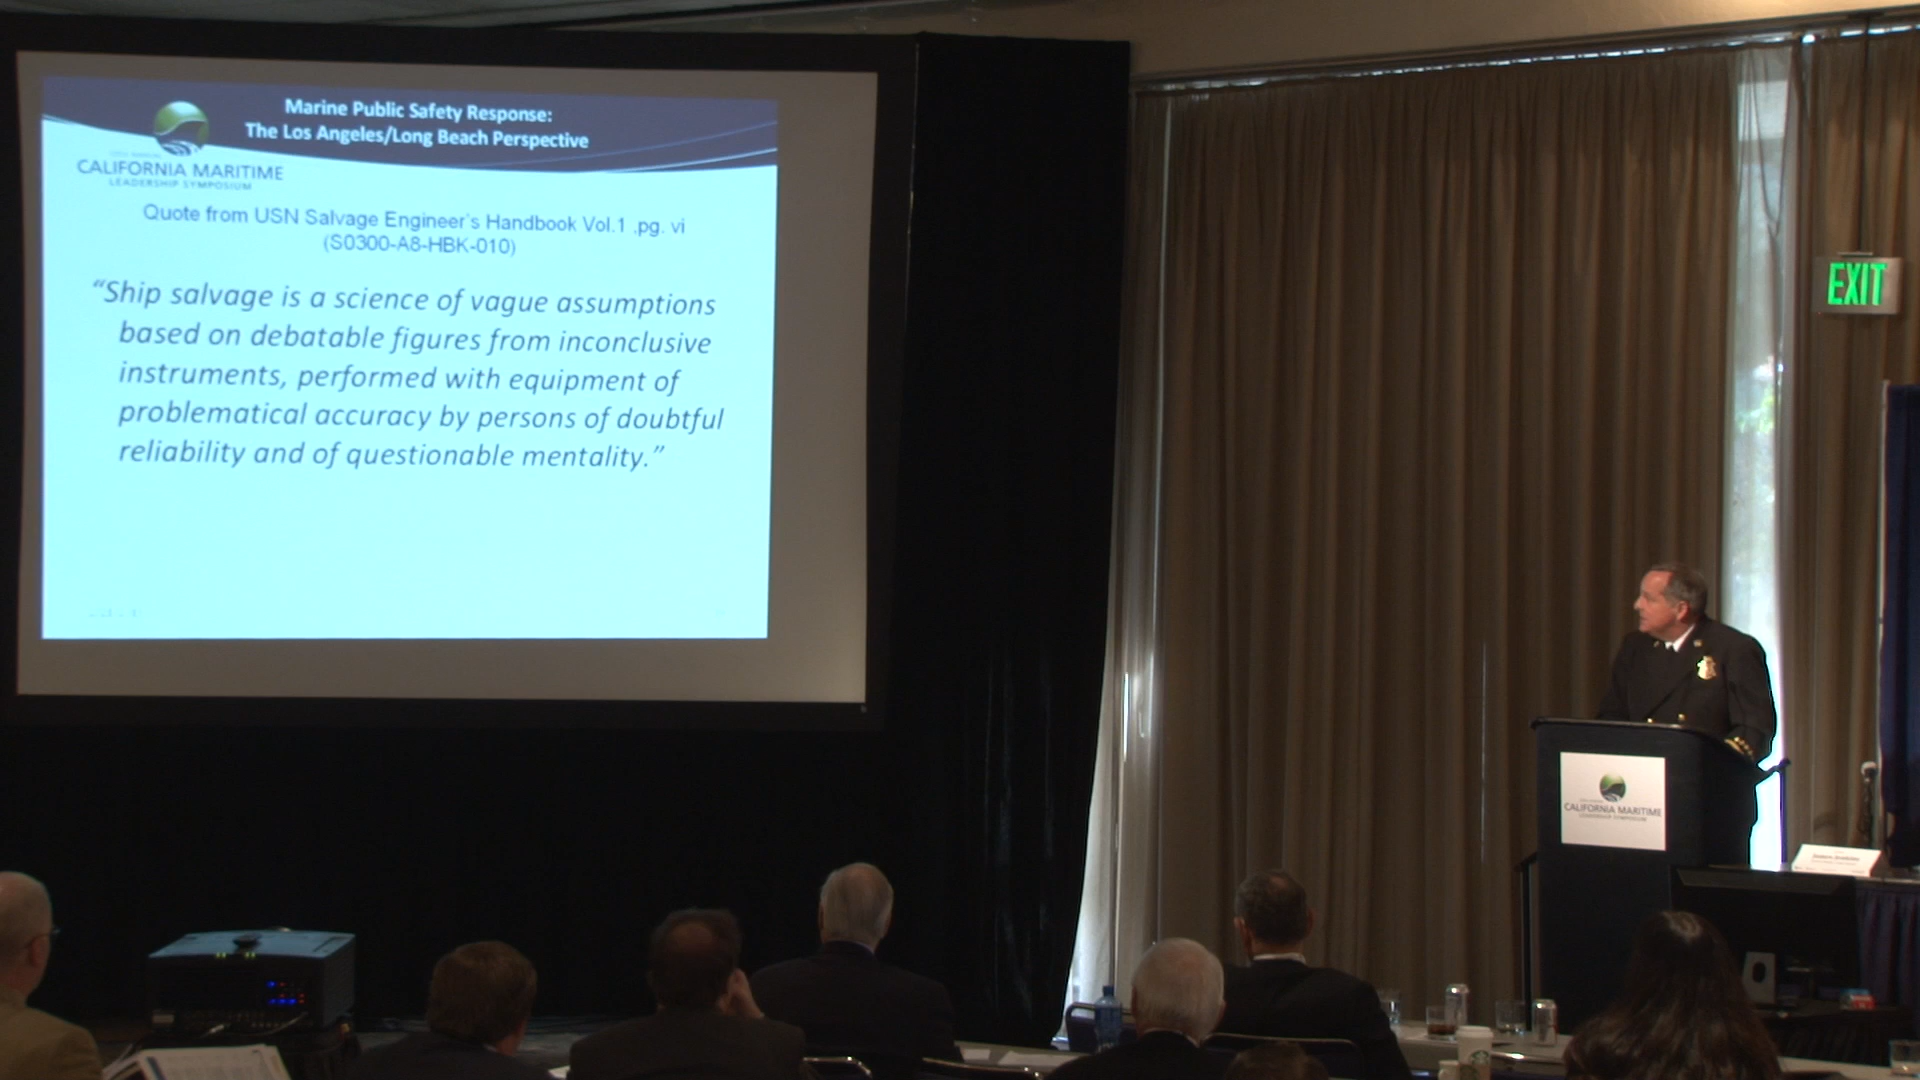 Marine Public Safety Response:
The Los Angeles/Long Beach Perspective
CALIFORNIA MARITIME
LEADERSHIP SYMPOSIUM
Quote from USN Salvage Engineer's Handbook Vol.1 .pg. vi
(S0300-A8-HBK-010)
“Ship salvage is a science of vague assumptions
based on debatable figures from inconclusive
instruments, performed with equipment of
problematical accuracy by persons of doubtful
reliability and of questionable mentality.”
EXIT
CALIFORNIA MARITIME
LEADERSHIP SYMPOSIUM